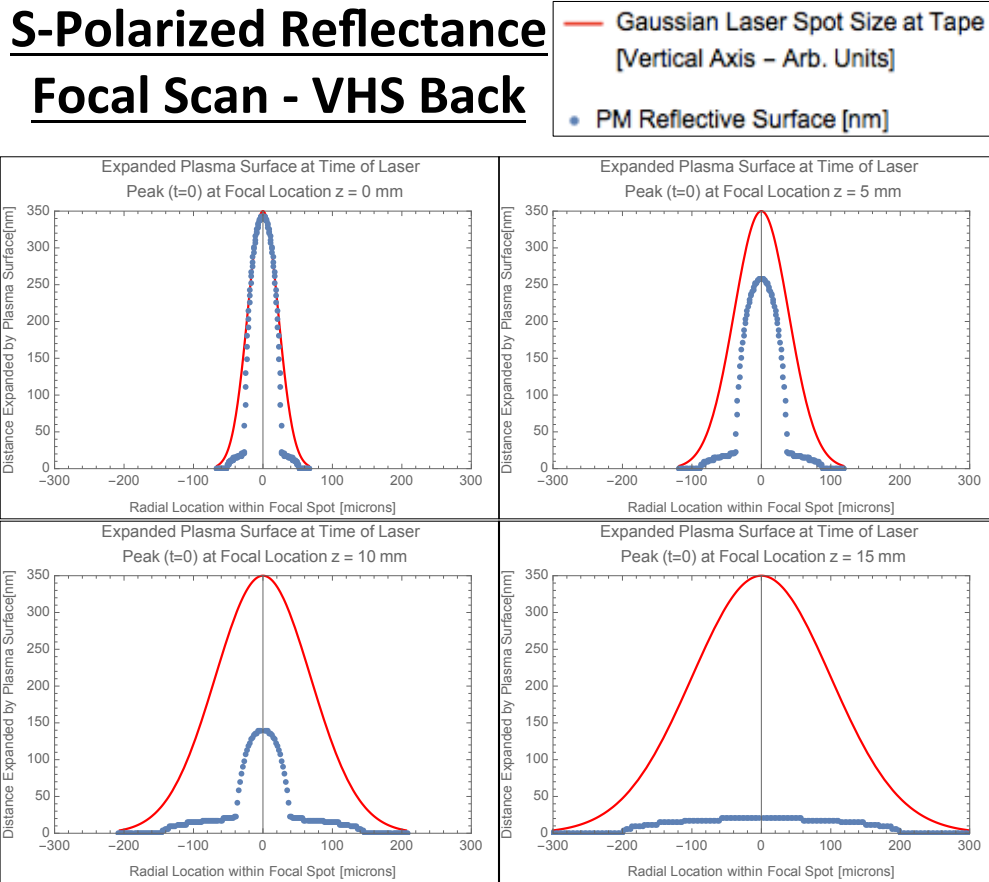 S-Polarized Reflectance
Focal Scan - VHS Back
Gaussian Laser Spot Size at Tape
[Vertical Axis – Arb. Units]
PM Reflective Surface [nm]
Expanded Plasma Surface at Time of Laser
Peak (t=0) at Focal Location z = 0 mm
Distance Expanded by Plasma Surface[nm]
350
300
250
200
150
100
50
0
−300 −200 −100 0 100 200 300
Radial Location within Focal Spot [microns]
Expanded Plasma Surface at Time of Laser
Peak (t=0) at Focal Location z = 5 mm
Distance Expanded by Plasma Surface[nm]
350
300
250
200
150
100
50
0
−300 −200 −100 0 100 200 300
Radial Location within Focal Spot [microns]
Expanded Plasma Surface at Time of Laser
Peak (t=0) at Focal Location z = 10 mm
Distance Expanded by Plasma Surface[nm]
350
300
250
200
150
100
50
0
−300 −200 −100 0 100 200 300
Radial Location within Focal Spot [microns]
Expanded Plasma Surface at Time of Laser
Peak (t=0) at Focal Location z = 15 mm
Distance Expanded by Plasma Surface[nm]
350
300
250
200
150
100
50
0
−300 −200 −100 0 100 200 300
Radial Location within Focal Spot [microns]